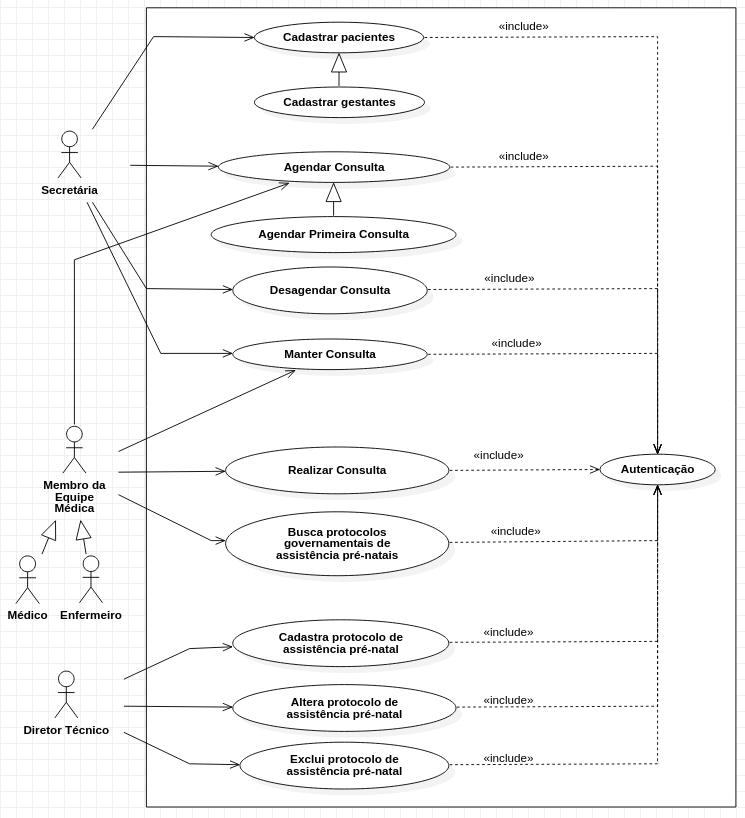 «include»
Cadastrar pacientes
Cadastrar gestantes
«include»
Agendar Consulta
Secretária
Agendar Primeira Consulta
«include»
Desagendar Consulta
«include»
Manter Consulta
«include»
Realizar Consulta
Autenticação
Membro da
Equipe
Médica
«include»
Busca protocolos
governamentais de
assistência pré-natais
Médico
Enfermeiro
«include»
Cadastra protocolo de
assistência pré-natal
«include»
Altera protocolo de
assistência pré-natal
Diretor Técnico
«include»
Exclui protocolo de
assistência pré-natal